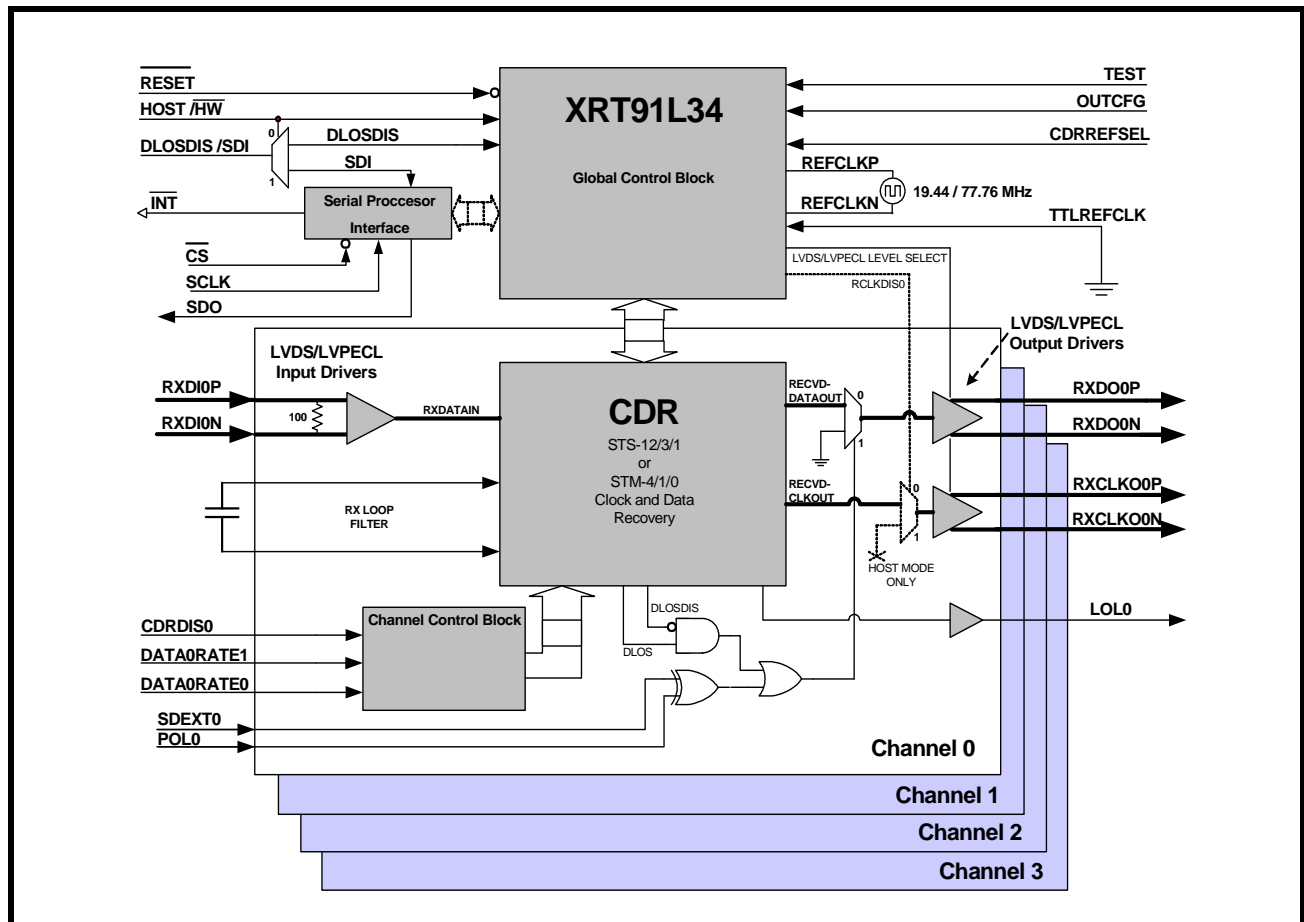 RESET
HOST /HW
DLOSDIS /SDI
0
1
DLOSDIS
SDI
INT
Serial Proccesor
Interface
CS
SCLK
SDO
XRT91L34
Global Control Block
TEST
OUTCFG
CDRREFSEL
REFCLKP
19.44 / 77.76 MHz
REFCLKN
TTLREFCLK
LVDS/LVPECL LEVEL SELECT
RCLKDIS0
LVDS/LVPECL
Output Drivers
LVDS/LVPECL
Input Drivers
RXDI0P
100
RXDI0N
RXDATAIN
CDR
STS-12/3/1
or
STM-4/1/0
Clock and Data
Recovery
RECVD-
DATAOUT
0
1
RECVD-
CLKOUT
0
1
HOST MODE
ONLY
RXDO0P
RXDO0N
RXCLKO0P
RXCLKO0N
RX LOOP
FILTER
LOL0
CDRDIS0
DATA0RATE1
DATA0RATE0
Channel Control Block
DLOSDIS
DLOS
SDEXT0
POL0
Channel 0
Channel 1
Channel 2
Channel 3